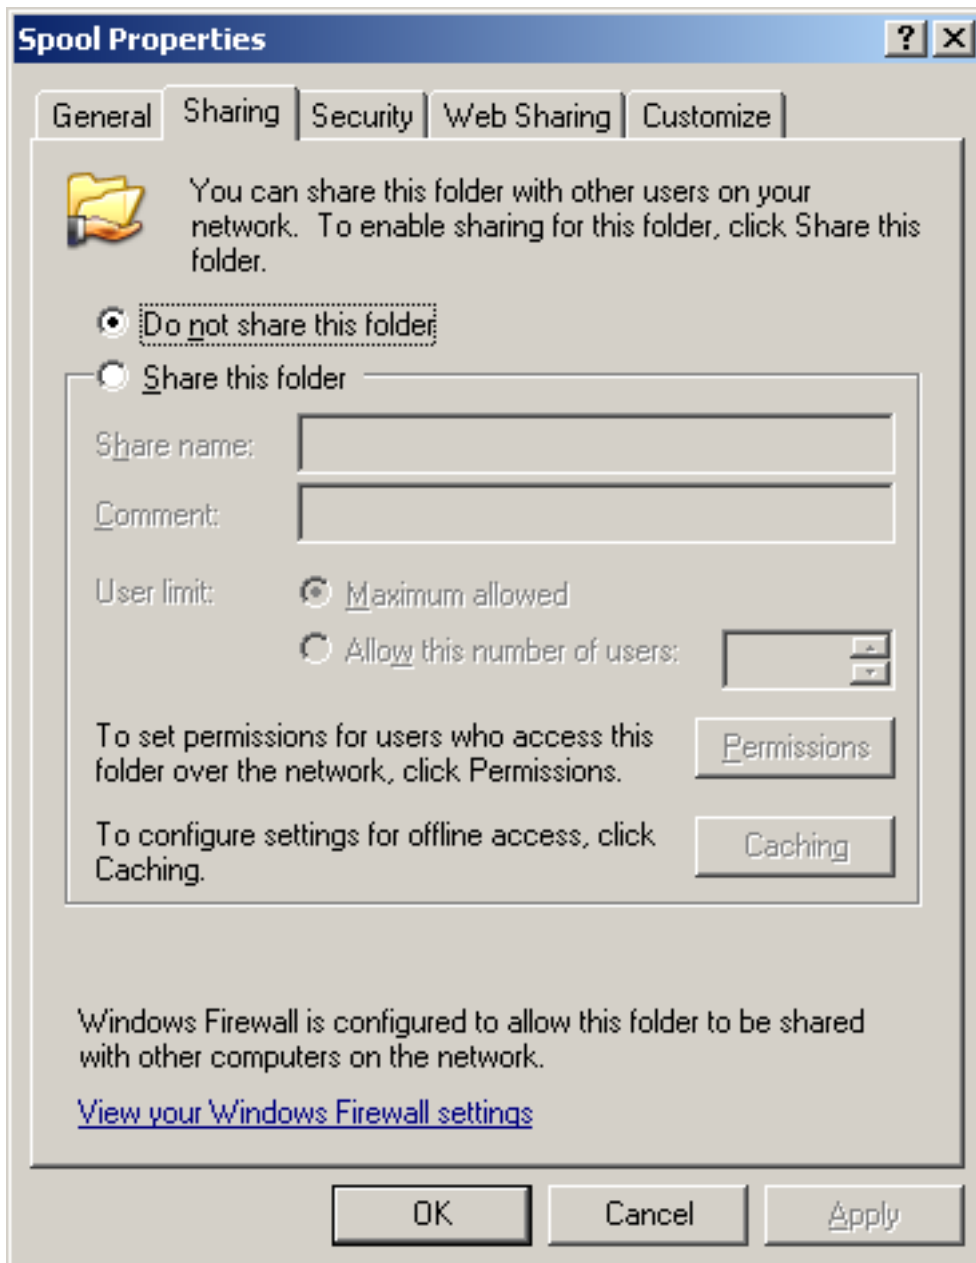 Spool Properties
General Sharing Security Web Sharing Customize
You can share this folder with other users on your
network. To enable sharing for this folder, click Share this
folder.
Do not share this folder
Share this folder
Share name:
Comment:
User limit: Maximum allowed
Allow this number of users:
To set permissions for users who access this
folder over the network, click Permissions.
Permissions
To configure settings for offline access, click
Caching.
Caching
Windows Firewall is configured to allow this folder to be shared
with other computers on the network.
View your Windows Firewall settings
OK Cancel Apply